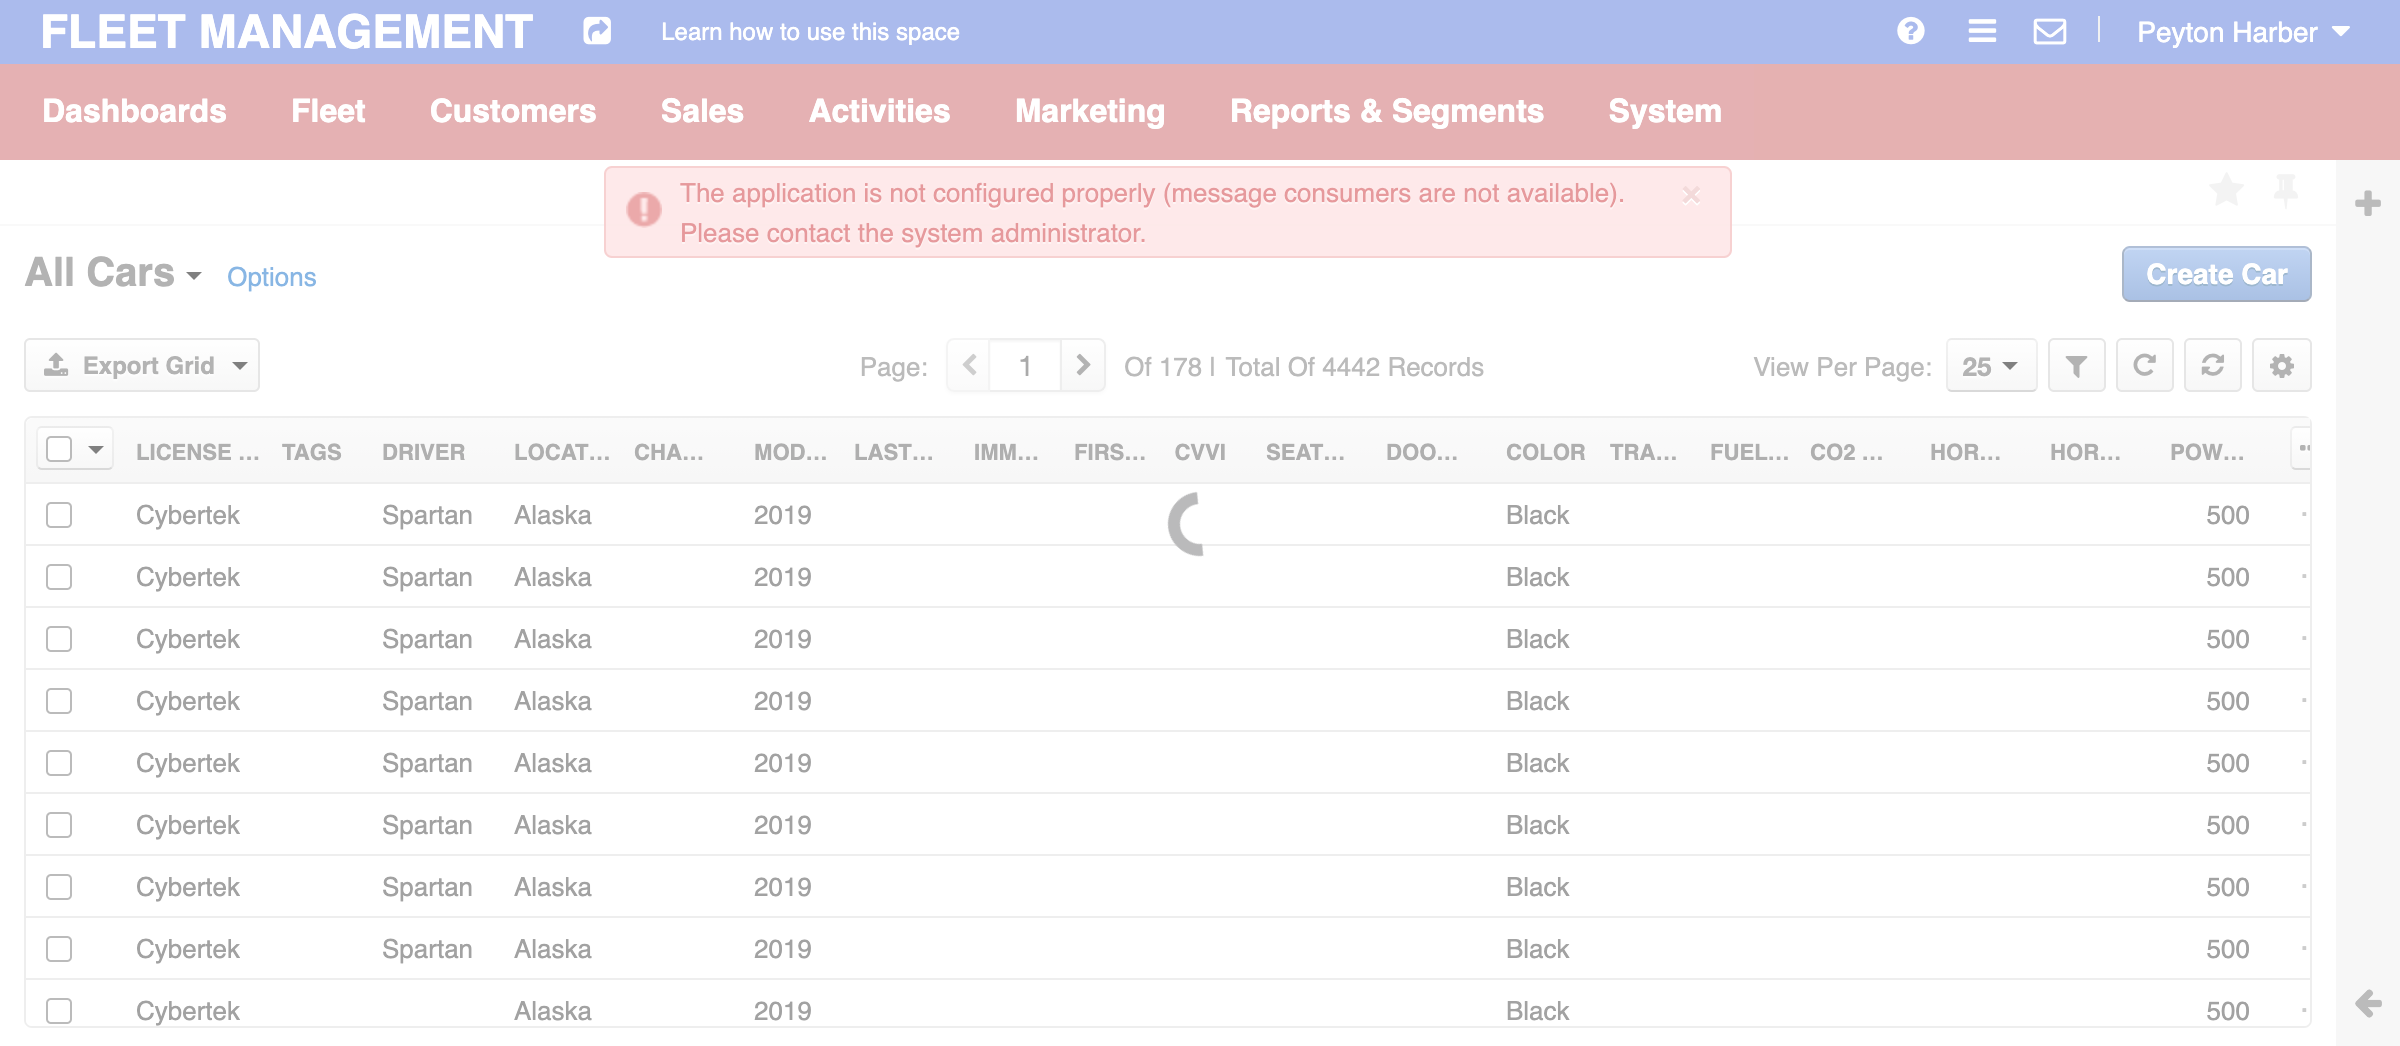 FLEET MANAGEMENT Learn how to use this space Peyton Harber
Dashboards Fleet Customers Sales Activities Marketing Reports & Segments System
The application is not configured properly (message consumers are not available). ×
Please contact the system administrator.
All Cars Options Create Car
Export Grid Page: 1 Of 178 | Total Of 4442 Records View Per Page: 25
LICENSE ... TAGS DRIVER LOCAT... CHA... MOD... LAST... IMM... FIRS... CVVI SEAT... DOO... COLOR TRA... FUEL... CO2 ... HOR... HOR... POW...
Cybertek Spartan Alaska 2019 Black 500
Cybertek Spartan Alaska 2019 Black 500
Cybertek Spartan Alaska 2019 Black 500
Cybertek Spartan Alaska 2019 Black 500
Cybertek Spartan Alaska 2019 Black 500
Cybertek Spartan Alaska 2019 Black 500
Cybertek Spartan Alaska 2019 Black 500
Cybertek Spartan Alaska 2019 Black 500
Cybertek Alaska 2019 Black 500